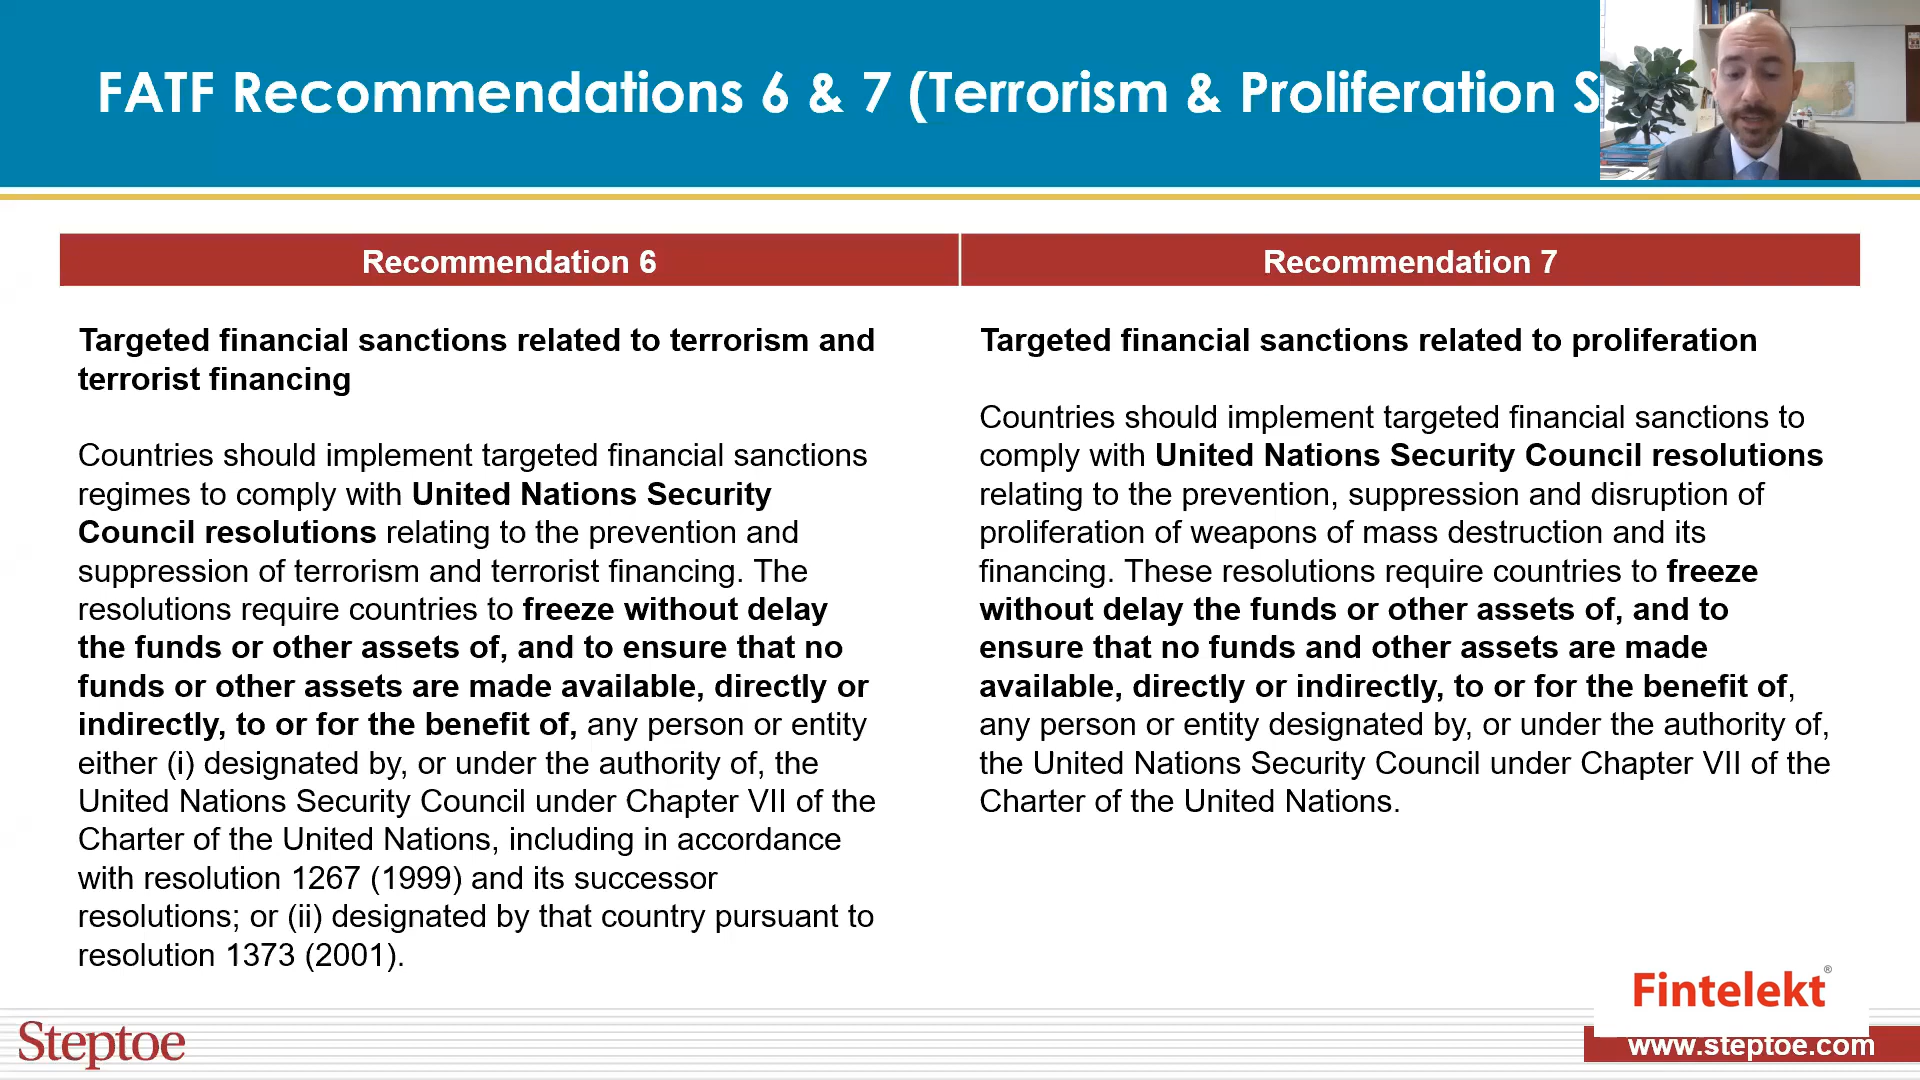 FATF Recommendations 6 & 7 (Terrorism & Proliferation S
Recommendation 6
Targeted financial sanctions related to terrorism and
terrorist financing
Countries should implement targeted financial sanctions
regimes to comply with United Nations Security
Council resolutions relating to the prevention and
suppression of terrorism and terrorist financing. The
resolutions require countries to freeze without delay
the funds or other assets of, and to ensure that no
funds or other assets are made available, directly or
indirectly, to or for the benefit of, any person or entity
either (i) designated by, or under the authority of, the
United Nations Security Council under Chapter VII of the
Charter of the United Nations, including in accordance
with resolution 1267 (1999) and its successor
resolutions; or (ii) designated by that country pursuant to
resolution 1373 (2001).
Recommendation 7
Targeted financial sanctions related to proliferation
Countries should implement targeted financial sanctions to
comply with United Nations Security Council resolutions
relating to the prevention, suppression and disruption of
proliferation of weapons of mass destruction and its
financing. These resolutions require countries to freeze
without delay the funds or other assets of, and to
ensure that no funds and other assets are made
available, directly or indirectly, to or for the benefit of,
any person or entity designated by, or under the authority of,
the United Nations Security Council under Chapter VII of the
Charter of the United Nations.
Fintelekt®
Steptoe
www.steptoe.com